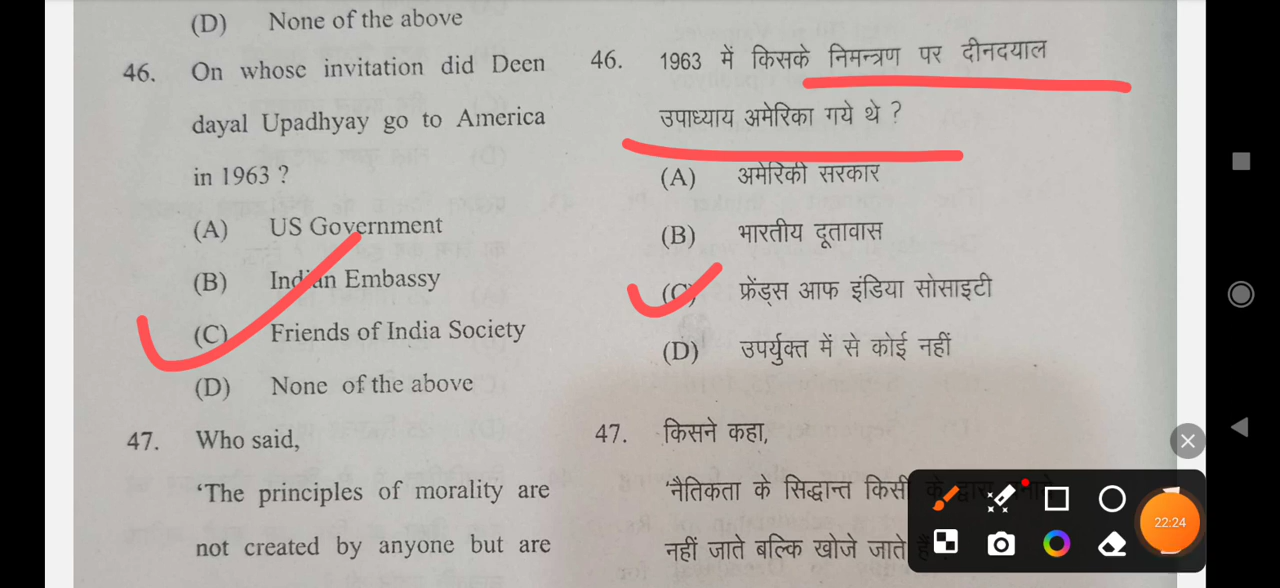 (D) None of the above
46. On whose invitation did Deen
dayal Upadhyay go to America
in 1963 ?
(A) US Government
(B) Indian Embassy
(C) Friends of India Society
(D) None of the above
47. Who said,
‘The principles of morality are
not created by anyone but are
46. 1963 में किसके निमन्त्रण पर दीनदयाल
उपाध्याय अमेरिका गये थे ?
(A) अमेरिकी सरकार
(B) भारतीय दूतावास
(C) फ्रेंड्स आफ इंडिया सोसाइटी
(D) उपर्युक्त में से कोई नहीं
47. किसने कहा,
‘नैतिकता के सिद्धान्त किसी के द्वारा
नहीं जाते बल्कि खोजे जाते
22:24